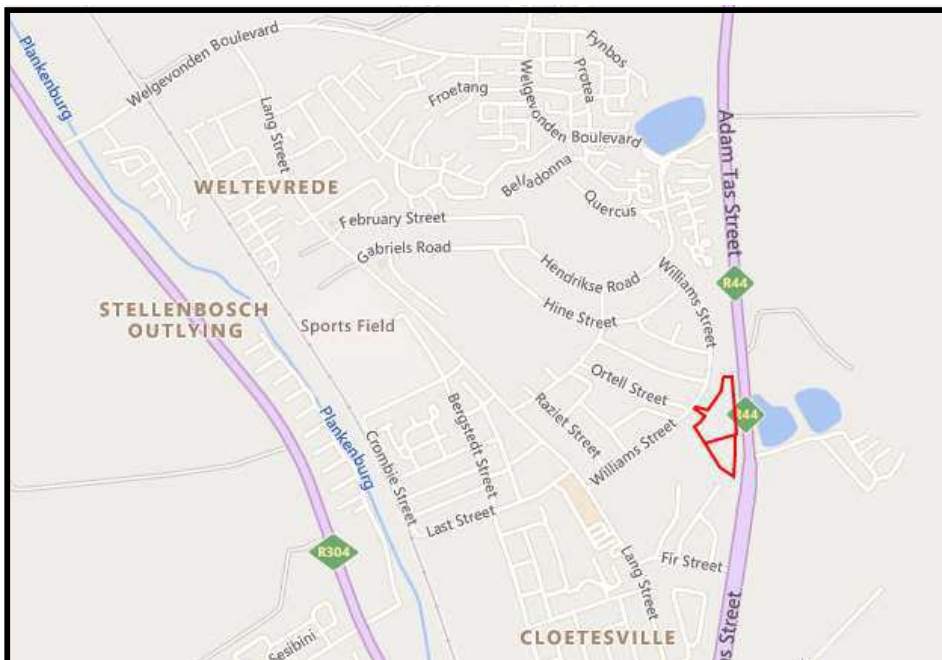 Fynbos
Plankenburg
Welgevonden Boulevard
Protea
Froetang
Welgevonden Boulevard
Lang Street
Adam Tas Street
Belladonna
WELTEVREDE
Quercus
February Street
Gabriels Road
Williams Street
Hendrikse Road
R44
STELLENBOSCH
OUTLYING
Hine Street
Sports Field
Ortell Street
R44
Bergstedt Street
Raziet Street
Plankenburg
Crombie Street
Williams Street
Last Street
R304
Lang Street
Fir Street
as Street
CLOETESVILLE
Sesibini